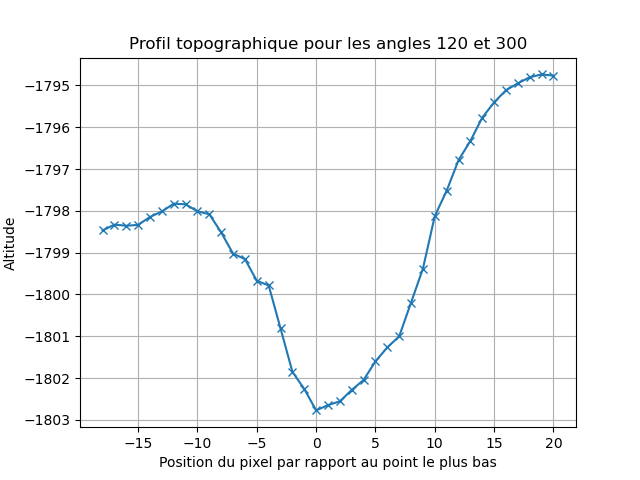 Profil topographique pour les angles 120 et 300
Altitude
−1795
−1796
−1797
−1798
−1799
−1800
−1801
−1802
−1803
−15 −10 −5 0 5 10 15 20
Position du pixel par rapport au point le plus bas